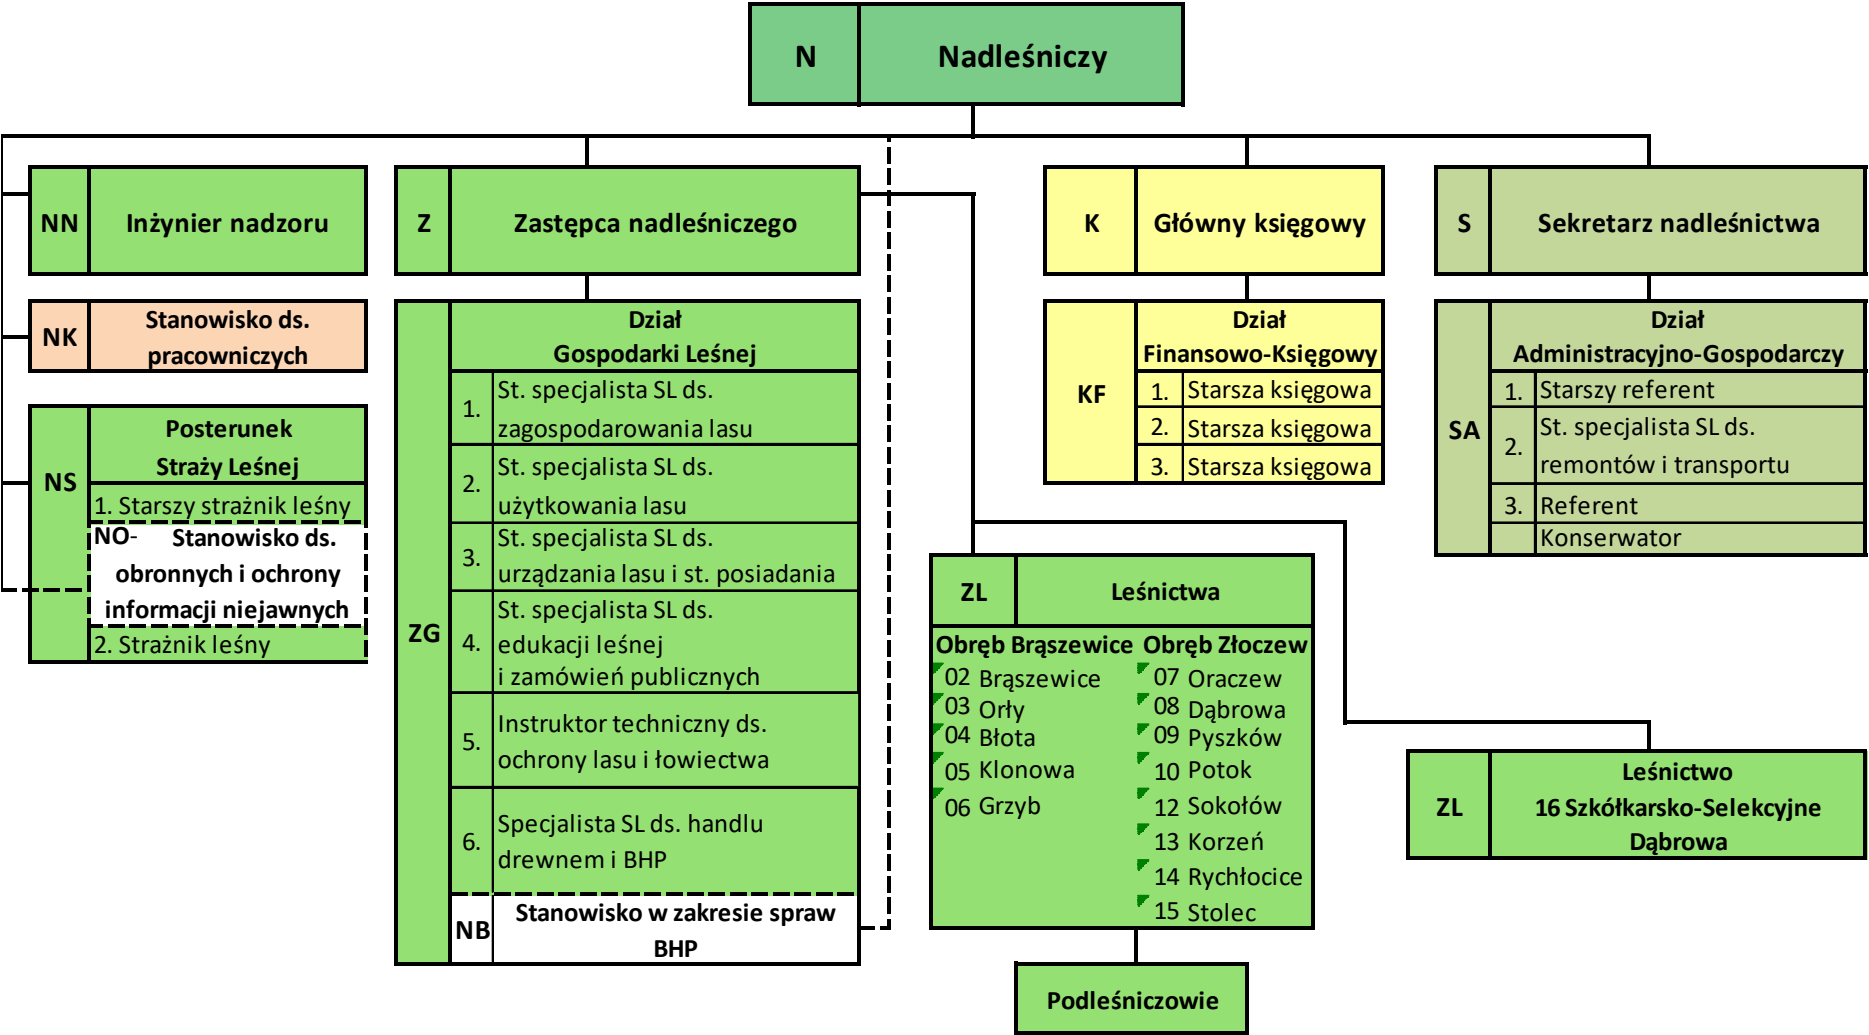 N Nadleśniczy
NN Inżynier nadzoru
Z Zastępca nadleśniczego
K Główny księgowy
S Sekretarz nadleśnictwa
NK
Stanowisko ds.
pracowniczych
NS
Posterunek
Straży Leśnej
1. Starszy strażnik leśny
NO- Stanowisko ds.
obronnych i ochrony
informacji niejawnych
2. Strażnik leśny
ZG
Dział
Gospodarki Leśnej
1.
St. specjalista SL ds.
zagospodarowania lasu
2.
St. specjalista SL ds.
użytkowania lasu
3.
St. specjalista SL ds.
urządzania lasu i st. posiadania
4.
St. specjalista SL ds.
edukacji leśnej
i zamówień publicznych
5.
Instruktor techniczny ds.
ochrony lasu i łowiectwa
6.
Specjalista SL ds. handlu
drewnem i BHP
NB
Stanowisko w zakresie spraw
BHP
KF
Dział
Finansowo-Księgowy
1. Starsza księgowa
2. Starsza księgowa
3. Starsza księgowa
SA
Dział
Administracyjno-Gospodarczy
1. Starszy referent
2.
St. specjalista SL ds.
remontów i transportu
3. Referent
Konserwator
ZL Leśnictwa
Obręb Brąszewice
02 Brąszewice
03 Orły
04 Błota
05 Klonowa
06 Grzyb
Obręb Złoczew
07 Oraczew
08 Dąbrowa
09 Pyszków
10 Potok
12 Sokołów
13 Korzeń
14 Rychłocice
15 Stolec
Podleśniczowie
ZL
Leśnictwo
16 Szkółkarsko-Selekcyjne
Dąbrowa